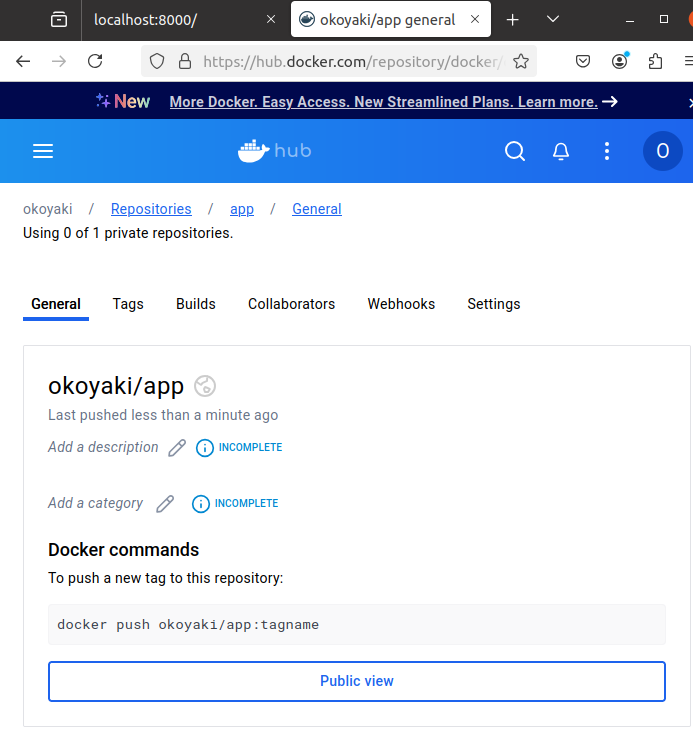 localhost:8000/
okoyaki/app general
https://hub.docker.com/repository/docker/
New More Docker. Easy Access. New Streamlined Plans. Learn more.
hub
O
okoyaki / Repositories / app / General
Using 0 of 1 private repositories.
General Tags Builds Collaborators Webhooks Settings
okoyaki/app
Last pushed less than a minute ago
Add a description INCOMPLETE
Add a category INCOMPLETE
Docker commands
To push a new tag to this repository:
docker push okoyaki/app:tagname
Public view